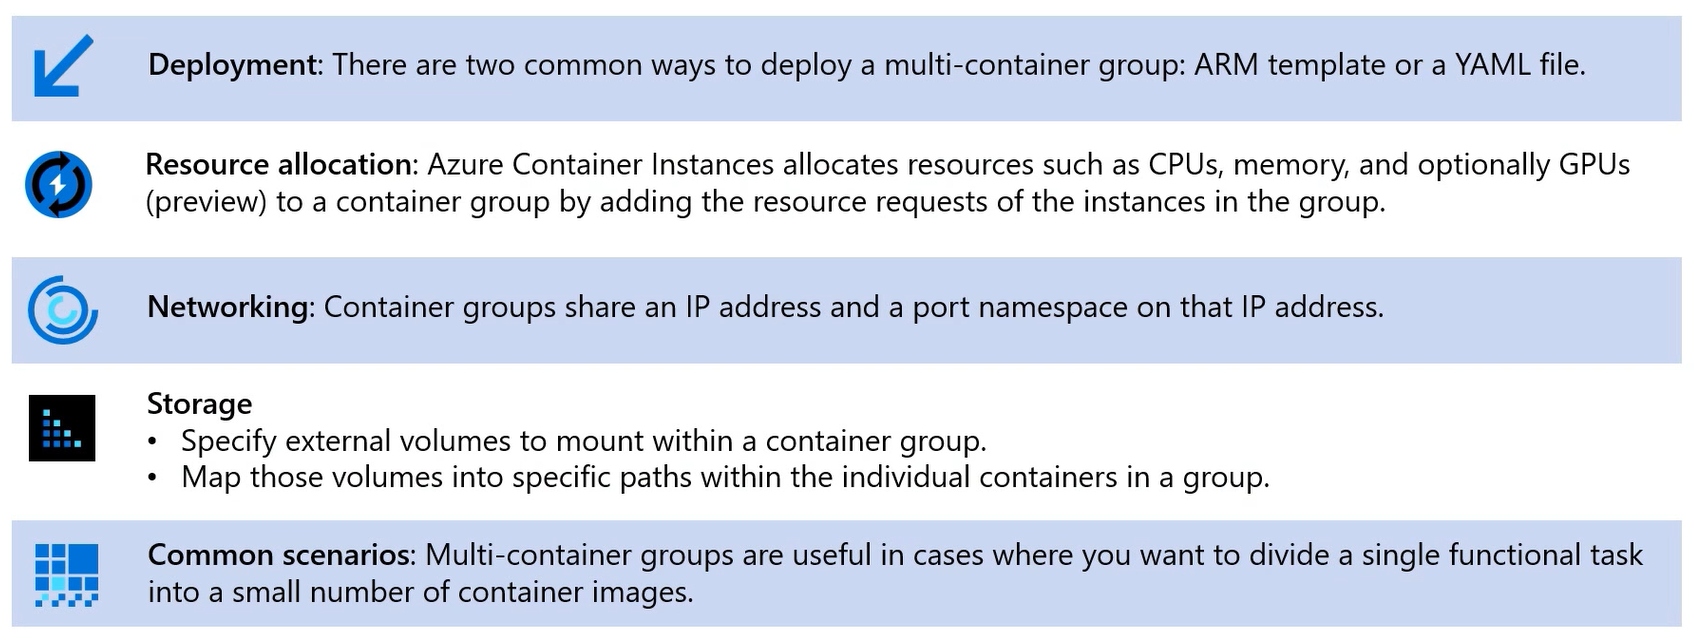 Deployment: There are two common ways to deploy a multi-container group: ARM template or a YAML file.
Resource allocation: Azure Container Instances allocates resources such as CPUs, memory, and optionally GPUs
(preview) to a container group by adding the resource requests of the instances in the group.
Networking: Container groups share an IP address and a port namespace on that IP address.
Storage
• Specify external volumes to mount within a container group.
• Map those volumes into specific paths within the individual containers in a group.
Common scenarios: Multi-container groups are useful in cases where you want to divide a single functional task
into a small number of container images.